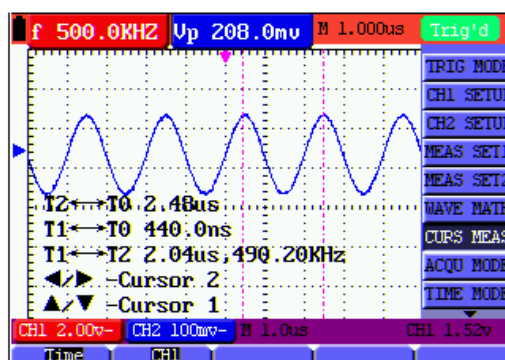 f 500.0KHZ Vp 208.0mv M 1.000us Trig'd
TRIG MODE
CH1 SETUP
CH2 SETUP
MEAS SET1
MEAS SET2
WAVE MATH
CURS MEAS
ACQU MODE
TIME MODE
T2←→T0 2.48us
T1←→T0 440.0ns
T1←→T2 2.04us,490.20KHz
◀/▶ -Cursor 2
▲/▼ -Cursor 1
CH1 2.00v- CH2 100mv- M 1.0us CH1 1.52v
Time CH1